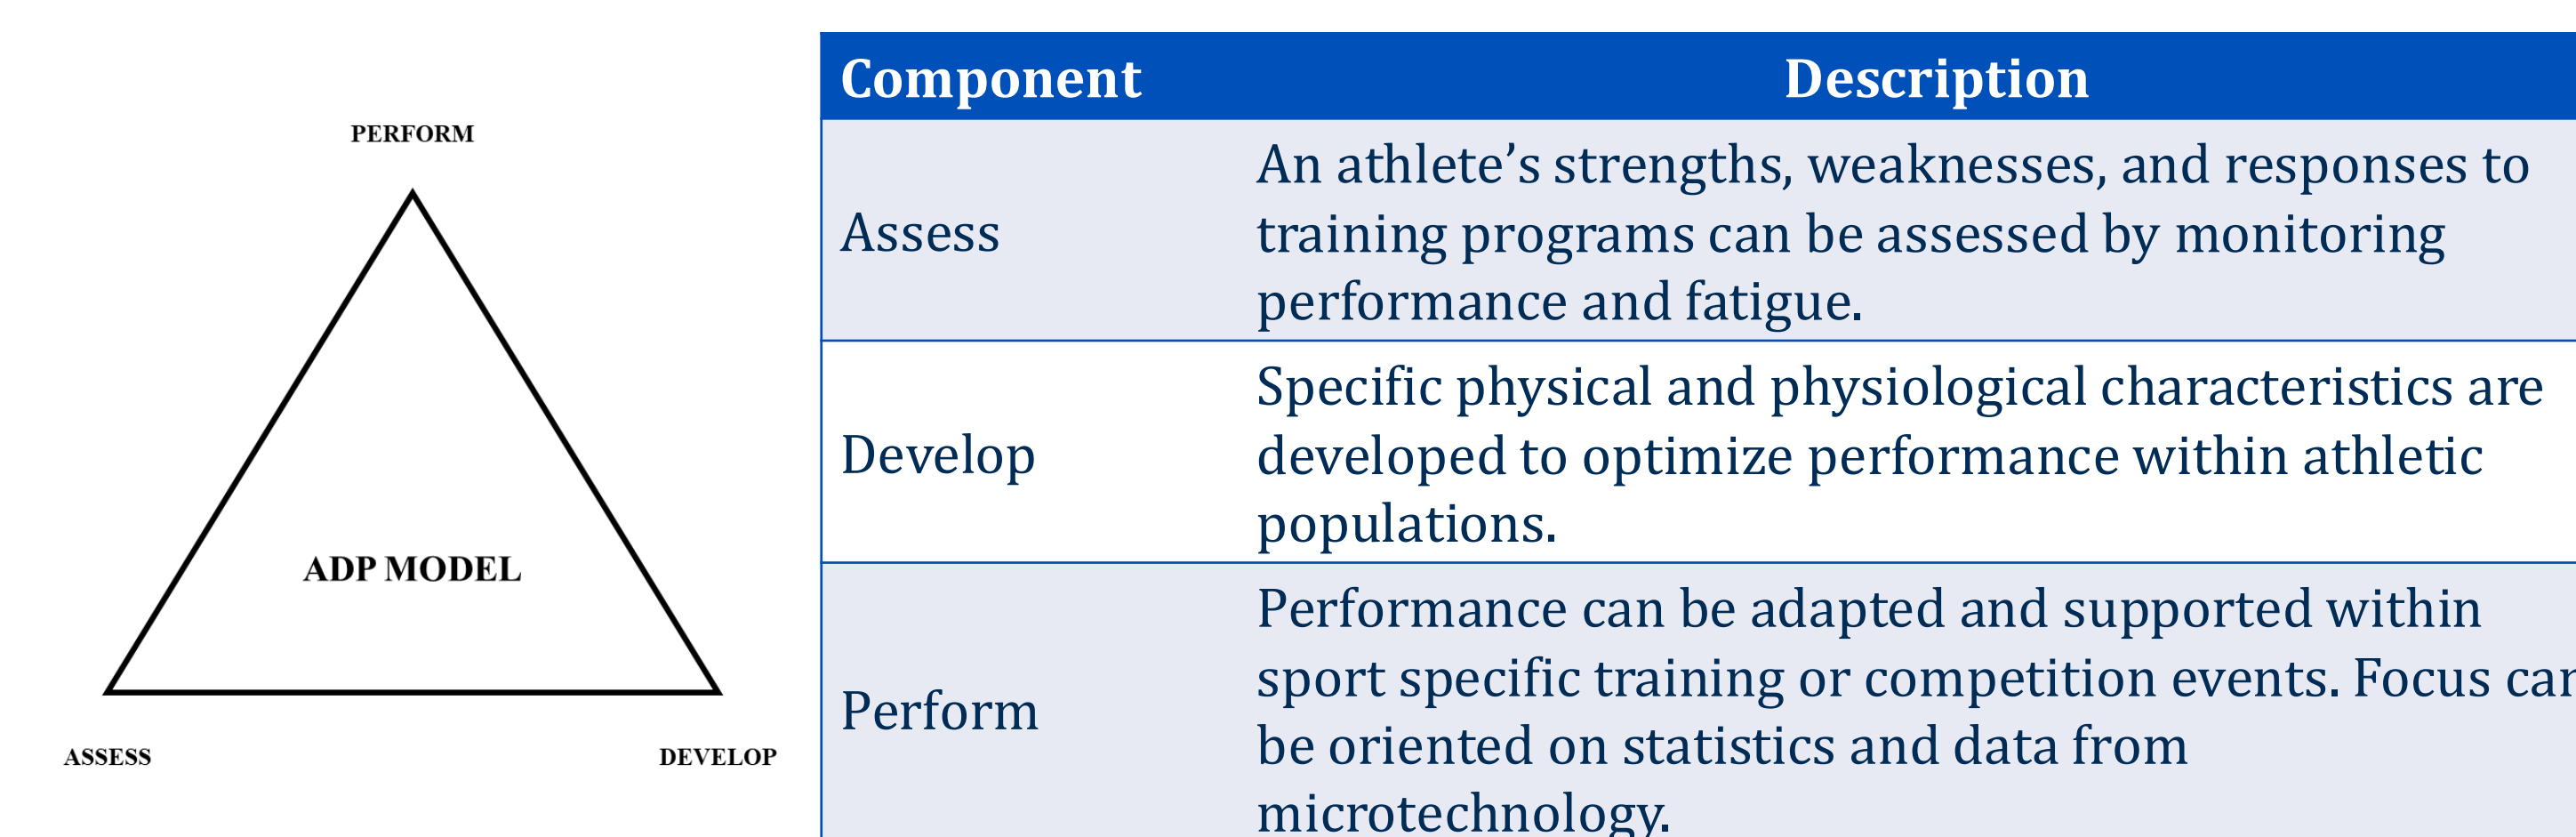 PERFORM
ADP MODEL
ASSESS
DEVELOP
Component Description
Assess
An athlete’s strengths, weaknesses, and responses to
training programs can be assessed by monitoring
performance and fatigue.
Develop
Specific physical and physiological characteristics are
developed to optimize performance within athletic
populations.
Perform
Performance can be adapted and supported within
sport specific training or competition events. Focus can
be oriented on statistics and data from
microtechnology.